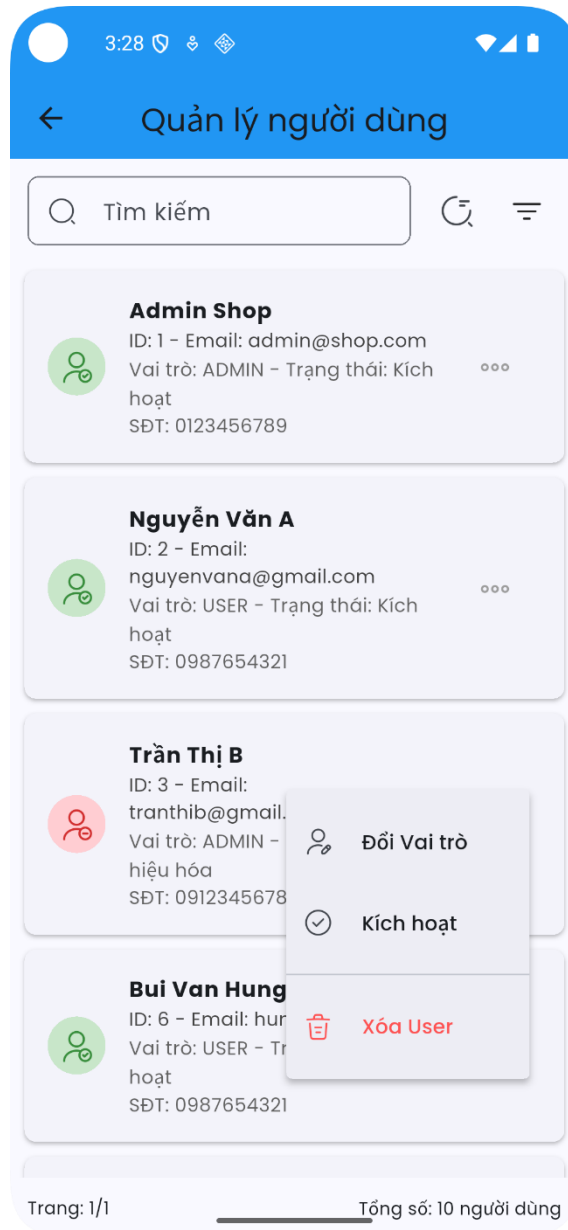 3:28
Quản lý người dùng
Tìm kiếm
Admin Shop
ID: 1 - Email: admin@shop.com
Vai trò: ADMIN - Trạng thái: Kích
hoạt
SĐT: 0123456789
Nguyễn Văn A
ID: 2 - Email:
nguyenvana@gmail.com
Vai trò: USER - Trạng thái: Kích
hoạt
SĐT: 0987654321
Trần Thị B
ID: 3 - Email:
tranthib@gmail.
Vai trò: ADMIN -
hiệu hóa
SĐT: 0912345678
Đổi Vai trò
Kích hoạt
Xóa User
Bui Van Hung
ID: 6 - Email: hun
Vai trò: USER - Tr
hoạt
SĐT: 0987654321
Trang: 1/1
Tổng số: 10 người dùng